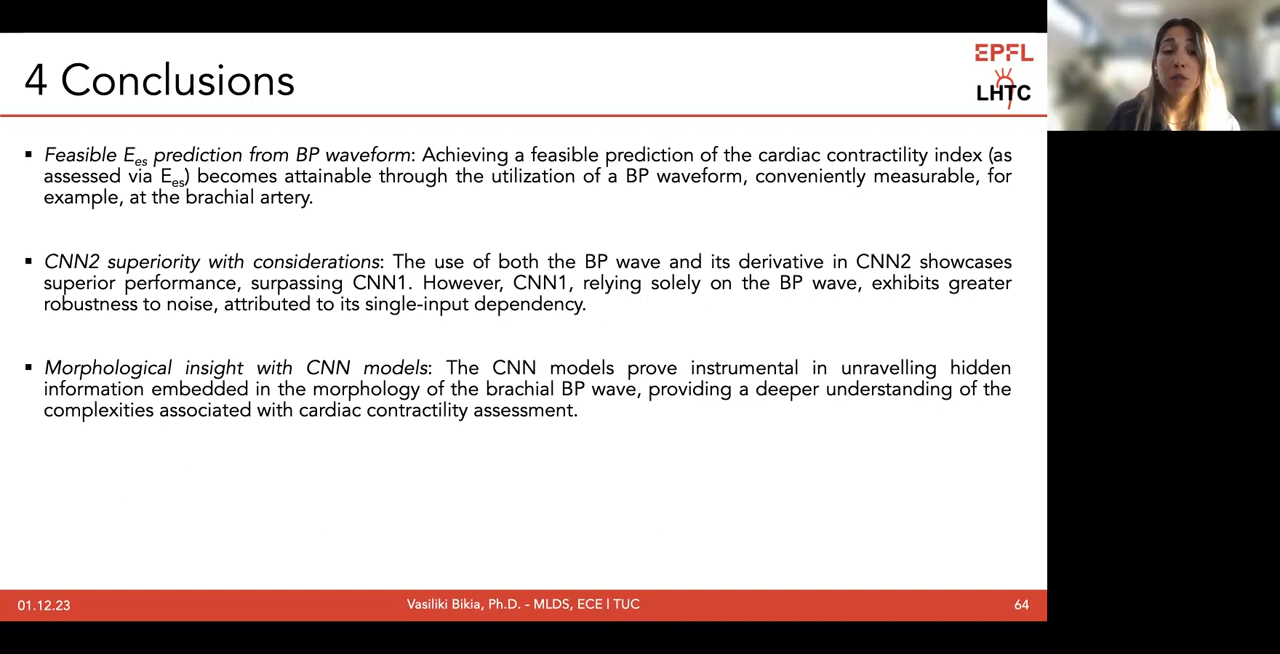 4 Conclusions
EPFL
LHTC
▪ Feasible Ees prediction from BP waveform: Achieving a feasible prediction of the cardiac contractility index (as
assessed via Ees) becomes attainable through the utilization of a BP waveform, conveniently measurable, for
example, at the brachial artery.
▪ CNN2 superiority with considerations: The use of both the BP wave and its derivative in CNN2 showcases
superior performance, surpassing CNN1. However, CNN1, relying solely on the BP wave, exhibits greater
robustness to noise, attributed to its single-input dependency.
▪ Morphological insight with CNN models: The CNN models prove instrumental in unravelling hidden
information embedded in the morphology of the brachial BP wave, providing a deeper understanding of the
complexities associated with cardiac contractility assessment.
01.12.23
Vasiliki Bikia, Ph.D. - MLDS, ECE | TUC
64